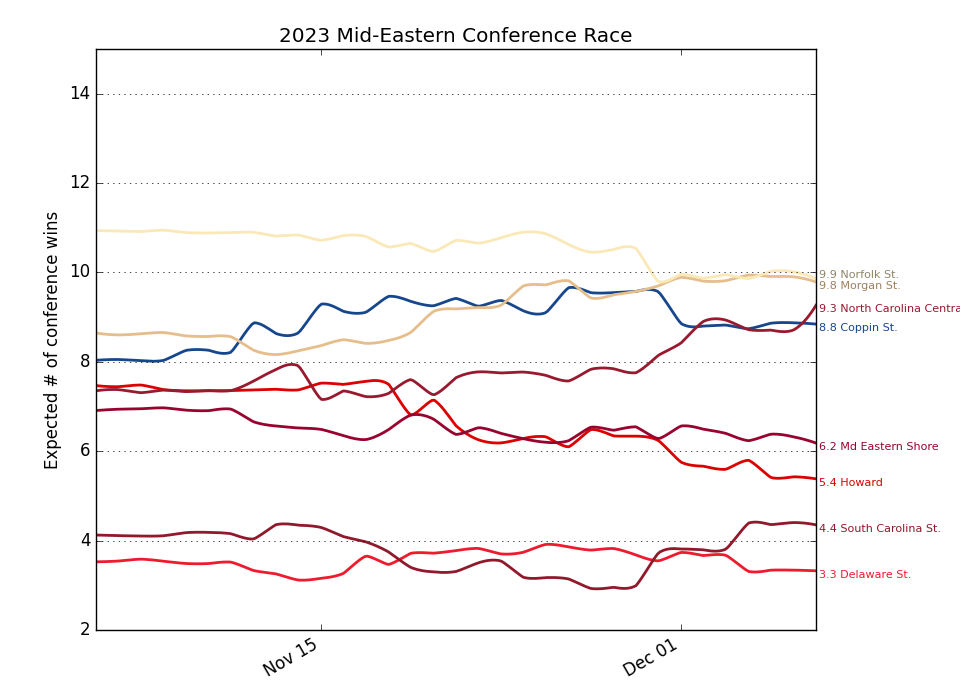 2023 Mid-Eastern Conference Race
Expected # of conference wins
14
12
10
8
6
4
2
Nov 15
Dec 01
9.9 Norfolk St.
9.8 Morgan St.
9.3 North Carolina Centra
8.8 Coppin St.
6.2 Md Eastern Shore
5.4 Howard
4.4 South Carolina St.
3.3 Delaware St.